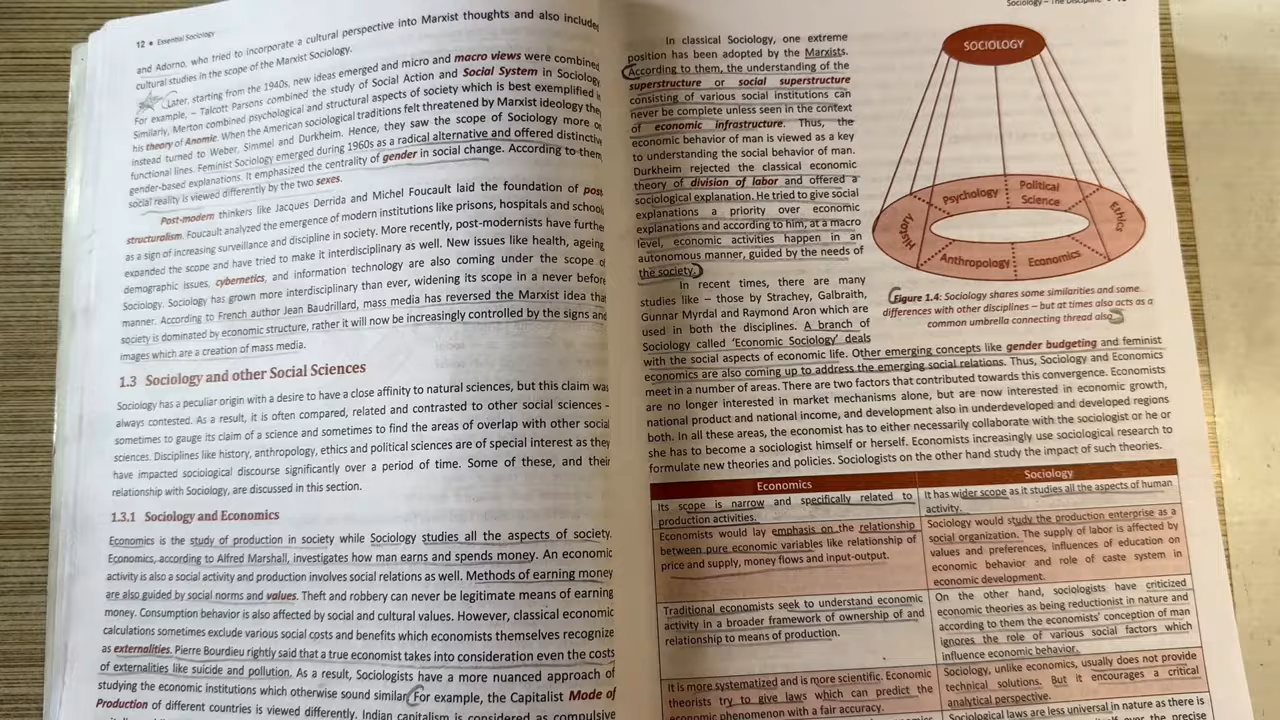 12 ● Essential Sociology
and Adorno, who tried to incorporate a cultural perspective into Marxist thoughts and also include
cultural studies in the scope of the Marxist Sociology.
Later, starting from the 1940s, new ideas emerged and micro and macro views were combined
For example, – Talcott Parsons combined the study of Social Action and Social System in Sociology
Similarly, Merton combined psychological and structural aspects of society which is best exemplified
his theory of Anomie. When the American sociological traditions felt threatened by Marxist ideology the
instead turned to Weber, Simmel and Durkheim. Hence, they saw the scope of Sociology more
functional lines. Feminist Sociology emerged during 1960s as a radical alternative and offered distinctive
gender-based explanations. It emphasized the centrality of gender in social change. According to them
social reality is viewed differently by the two sexes.
Post-modern thinkers like Jacques Derrida and Michel Foucault laid the foundation of post
structuralism. Foucault analyzed the emergence of modern institutions like prisons, hospitals and school
as a sign of increasing surveillance and discipline in society. More recently, post-modernists have furthe
expanded the scope and have tried to make it interdisciplinary as well. New issues like health, ageing
demographic issues, cybernetics, and information technology are also coming under the scope
Sociology. Sociology has grown more interdisciplinary than ever, widening its scope in a never before
manner. According to French author Jean Baudrillard, mass media has reversed the Marxist idea that
society is dominated by economic structure, rather it will now be increasingly controlled by the signs and
images which are a creation of mass media.
1.3 Sociology and other Social Sciences
Sociology has a peculiar origin with a desire to have a close affinity to natural sciences, but this claim was
always contested. As a result, it is often compared, related and contrasted to other social sciences –
sometimes to gauge its claim of a science and sometimes to find the areas of overlap with other social
sciences. Disciplines like history, anthropology, ethics and political sciences are of special interest as they
have impacted sociological discourse significantly over a period of time. Some of these, and their
relationship with Sociology, are discussed in this section.
1.3.1 Sociology and Economics
Economics is the study of production in society while Sociology studies all the aspects of society.
Economics, according to Alfred Marshall, investigates how man earns and spends money. An economic
activity is also a social activity and production involves social relations as well. Methods of earning money
are also guided by social norms and values. Theft and robbery can never be legitimate means of earning
money. Consumption behavior is also affected by social and cultural values. However, classical economic
calculations sometimes exclude various social costs and benefits which economists themselves recognize
as externalities. Pierre Bourdieu rightly said that a true economist takes into consideration even the costs
of externalities like suicide and pollution. As a result, Sociologists have a more nuanced approach of
studying the economic institutions which otherwise sound similar. For example, the Capitalist Mode of
Production of different countries is viewed differently. Indian capitalism is considered as compulsive
Sociology – The Discipline
In classical Sociology, one extreme
position has been adopted by the Marxists.
According to them, the understanding of the
superstructure or social superstructure
consisting of various social institutions can
never be complete unless seen in the context
of economic infrastructure. Thus, the
economic behavior of man is viewed as a key
to understanding the social behavior of man.
Durkheim rejected the classical economic
theory of division of labor and offered a
sociological explanation. He tried to give social
explanations a priority over economic
explanations and according to him, at a macro
level, economic activities happen in an
autonomous manner, guided by the needs of
the society.
In recent times, there are many
studies like – those by Strachey, Galbraith,
Gunnar Myrdal and Raymond Aron which are
used in both the disciplines. A branch of
Sociology called ‘Economic Sociology’ deals
with the social aspects of economic life. Other emerging concepts like gender budgeting and feminist
economics are also coming up to address the emerging social relations. Thus, Sociology and Economics
meet in a number of areas. There are two factors that contributed towards this convergence. Economists
are no longer interested in market mechanisms alone, but are now interested in economic growth,
national product and national income, and development also in underdeveloped and developed regions
both. In all these areas, the economist has to either necessarily collaborate with the sociologist or he or
she has to become a sociologist himself or herself. Economists increasingly use sociological research to
formulate new theories and policies. Sociologists on the other hand study the impact of such theories.
SOCIOLOGY
Psychology
Political
Science
History
Ethics
Anthropology
Economics
Figure 1.4: Sociology shares some similarities and some
differences with other disciplines – but at times also acts as a
common umbrella connecting thread also
Economics
Sociology
Its scope is narrow and specifically related to
production activities.
It has wider scope as it studies all the aspects of human
activity.
Economists would lay emphasis on the relationship
between pure economic variables like relationship of
price and supply, money flows and input-output.
Sociology would study the production enterprise as a
social organization. The supply of labor is affected by
values and preferences, influences of education on
economic behavior and role of caste system in
economic development.
Traditional economists seek to understand economic
activity in a broader framework of ownership of and
relationship to means of production.
On the other hand, sociologists have criticized
economic theories as being reductionist in nature and
according to them the economists’ conception of man
ignores the role of various social factors which
influence economic behavior.
It is more systematized and is more scientific. Economic
theorists try to give laws which can predict the
economic phenomenon with a fair accuracy.
Sociology, unlike economics, usually does not provide
technical solutions. But it encourages a critical
analytical perspective.
Sociological laws are less universal in nature as there is
over the precise